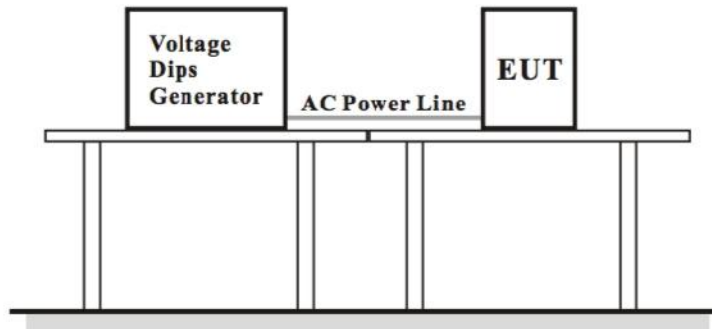 Voltage
Dips
Generator
AC Power Line
EUT